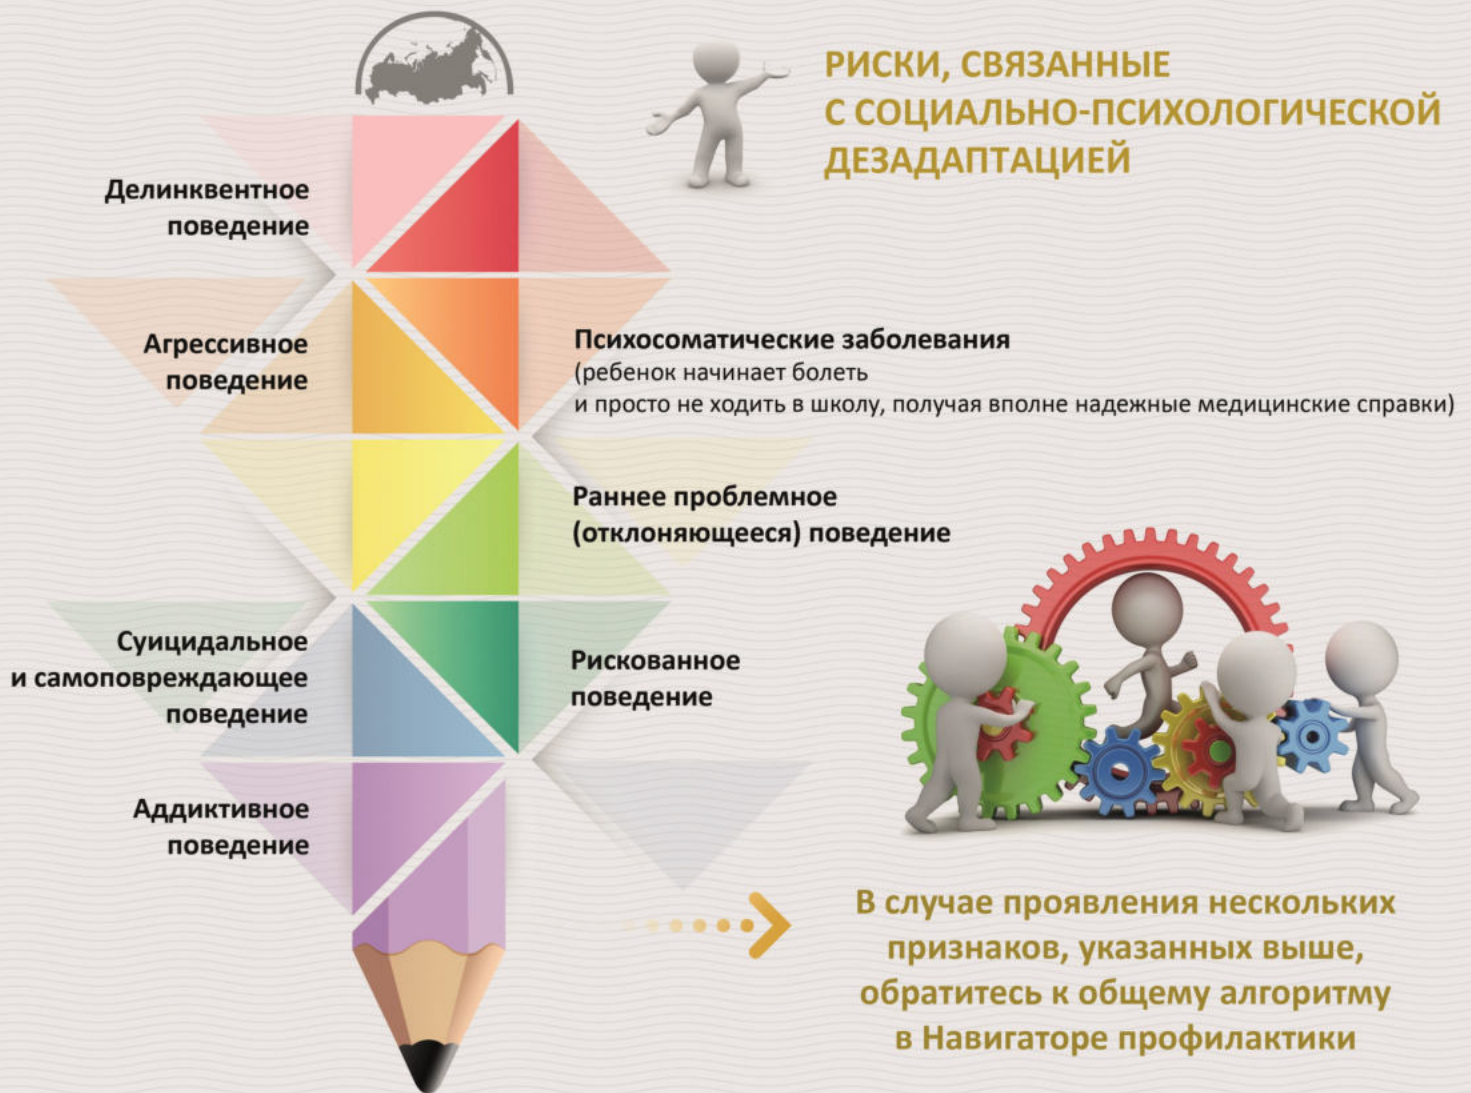 РИСКИ, СВЯЗАННЫЕ
С СОЦИАЛЬНО-ПСИХОЛОГИЧЕСКОЙ
ДЕЗАДАПТАЦИЕЙ
Делинквентное
поведение
Агрессивное
поведение
Психосоматические заболевания
(ребенок начинает болеть
и просто не ходить в школу, получая вполне надежные медицинские справки)
Раннее проблемное
(отклоняющееся) поведение
Суицидальное
и самоповреждающее
поведение
Рискованное
поведение
Аддиктивное
поведение
В случае проявления нескольких
признаков, указанных выше,
обратитесь к общему алгоритму
в Навигаторе профилактики